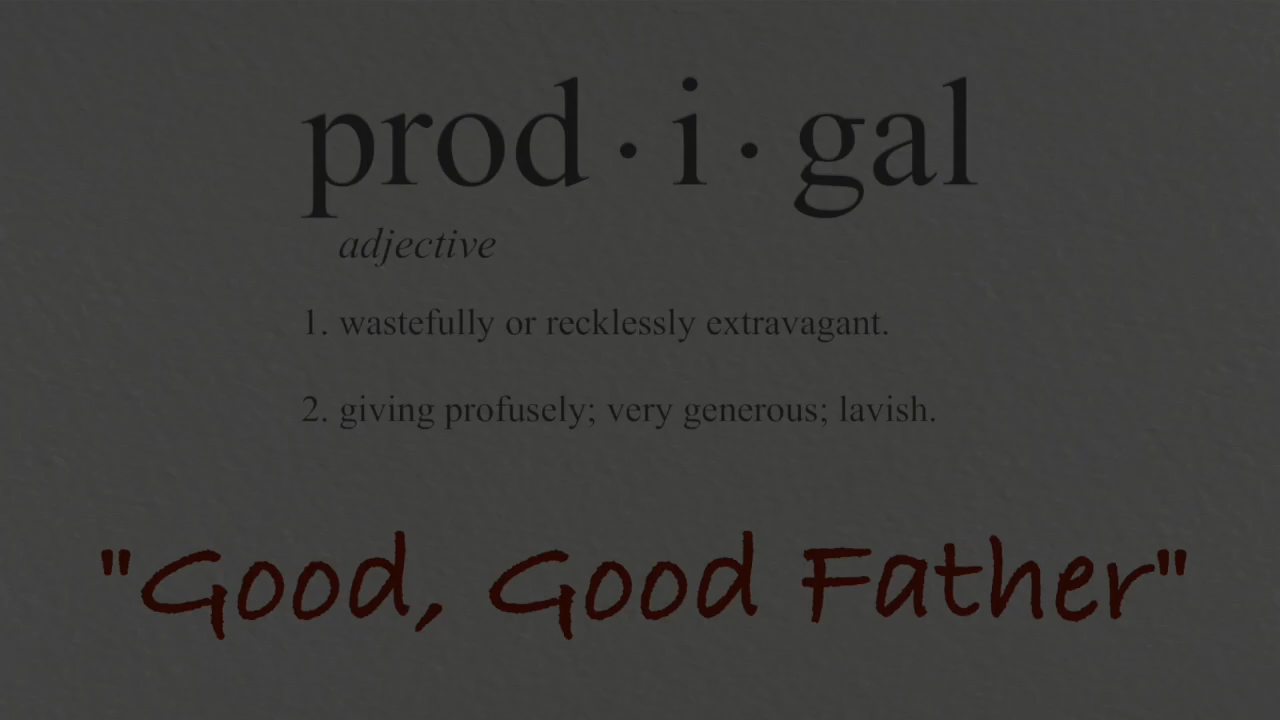 prod · i · gal
adjective
1. wastefully or recklessly extravagant.
2. giving profusely; very generous; lavish.
"Good, Good Father"